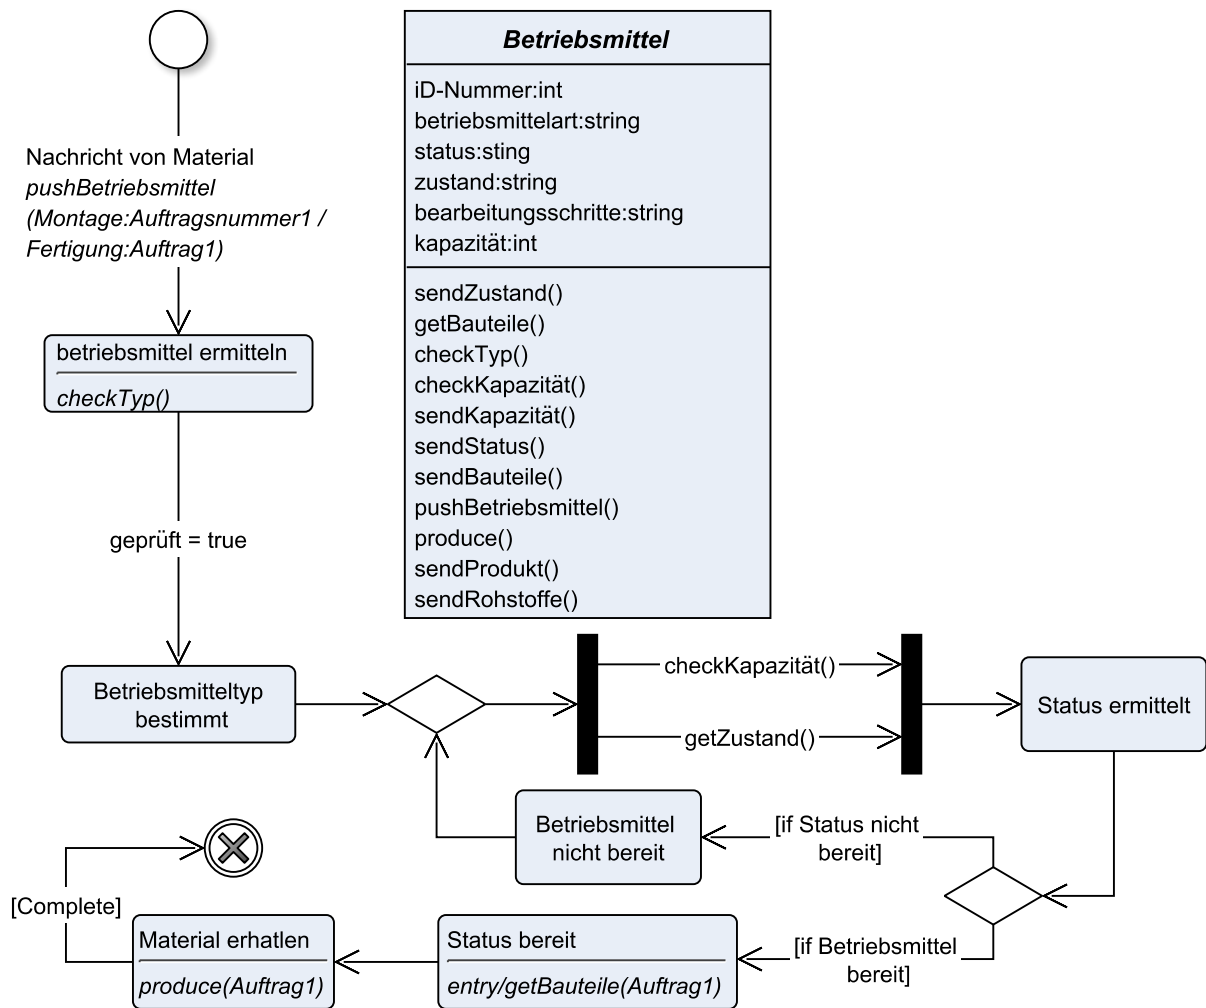 Betriebsmittel
iD-Nummer:int
betriebsmittelart:string
status:sting
zustand:string
bearbeitungsschritte:string
kapazität:int
sendZustand()
getBauteile()
checkTyp()
checkKapazität()
sendKapazität()
sendStatus()
sendBauteile()
pushBetriebsmittel()
produce()
sendProdukt()
sendRohstoffe()
Nachricht von Material
pushBetriebsmittel
(Montage:Auftragsnummer1 /
Fertigung:Auftrag1)
betriebsmittel ermitteln
checkTyp()
geprüft = true
Betriebsmitteltyp
bestimmt
checkKapazität()
getZustand()
Status ermittelt
[if Status nicht
bereit]
Betriebsmittel
nicht bereit
[if Betriebsmittel
bereit]
Status bereit
entry/getBauteile(Auftrag1)
Material erhatlen
produce(Auftrag1)
[Complete]